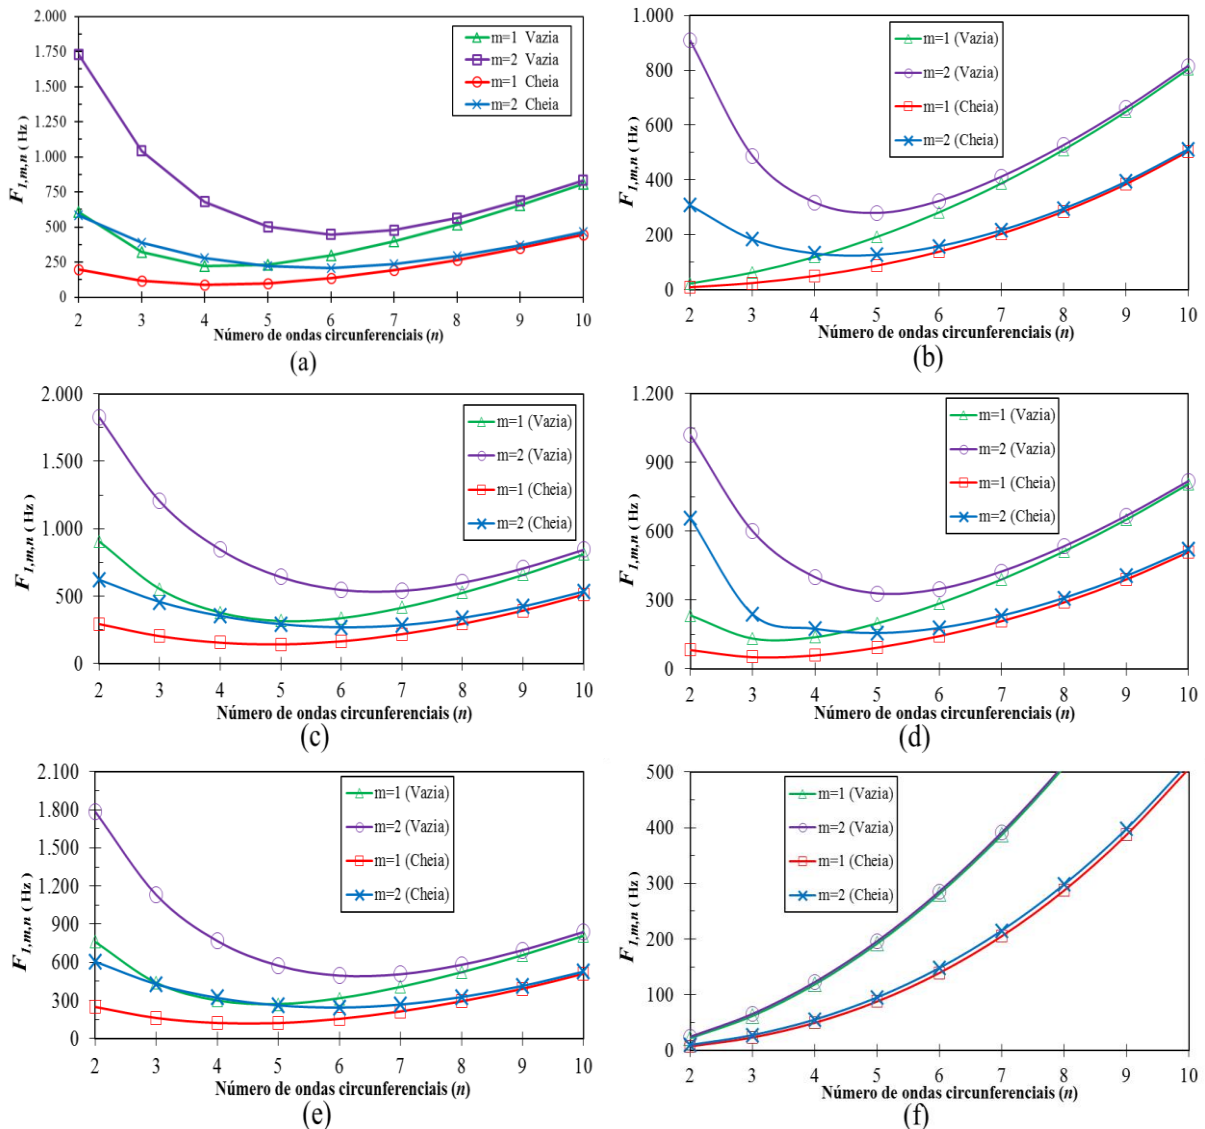 2.000
1.750
1.500
1.250
1.000
750
500
250
0
F1,m,n ( Hz )
m=1 Vazia
m=2 Vazia
m=1 Cheia
m=2 Cheia
2 3 4 5 6 7 8 9 10
Número de ondas circunferenciais (n)
(a)
1.000
800
600
400
200
0
F1,m,n ( Hz )
m=1 (Vazia)
m=2 (Vazia)
m=1 (Cheia)
m=2 (Cheia)
2 3 4 5 6 7 8 9 10
Número de ondas circunferenciais (n)
(b)
2.000
1.500
1.000
500
0
F1,m,n ( Hz )
m=1 (Vazia)
m=2 (Vazia)
m=1 (Cheia)
m=2 (Cheia)
2 3 4 5 6 7 8 9 10
Número de ondas circunferenciais (n)
(c)
1.200
900
600
300
0
F1,m,n ( Hz )
m=1 (Vazia)
m=2 (Vazia)
m=1 (Cheia)
m=2 (Cheia)
2 3 4 5 6 7 8 9 10
Número de ondas circunferenciais (n)
(d)
2.100
1.800
1.500
1.200
900
600
300
0
F1,m,n ( Hz )
m=1 (Vazia)
m=2 (Vazia)
m=1 (Cheia)
m=2 (Cheia)
2 3 4 5 6 7 8 9 10
Número de ondas circunferenciais (n)
(e)
500
400
300
200
100
0
F1,m,n ( Hz )
m=1 (Vazia)
m=2 (Vazia)
m=1 (Cheia)
m=2 (Cheia)
2 3 4 5 6 7 8 9 10
Número de ondas circunferenciais (n)
(f)